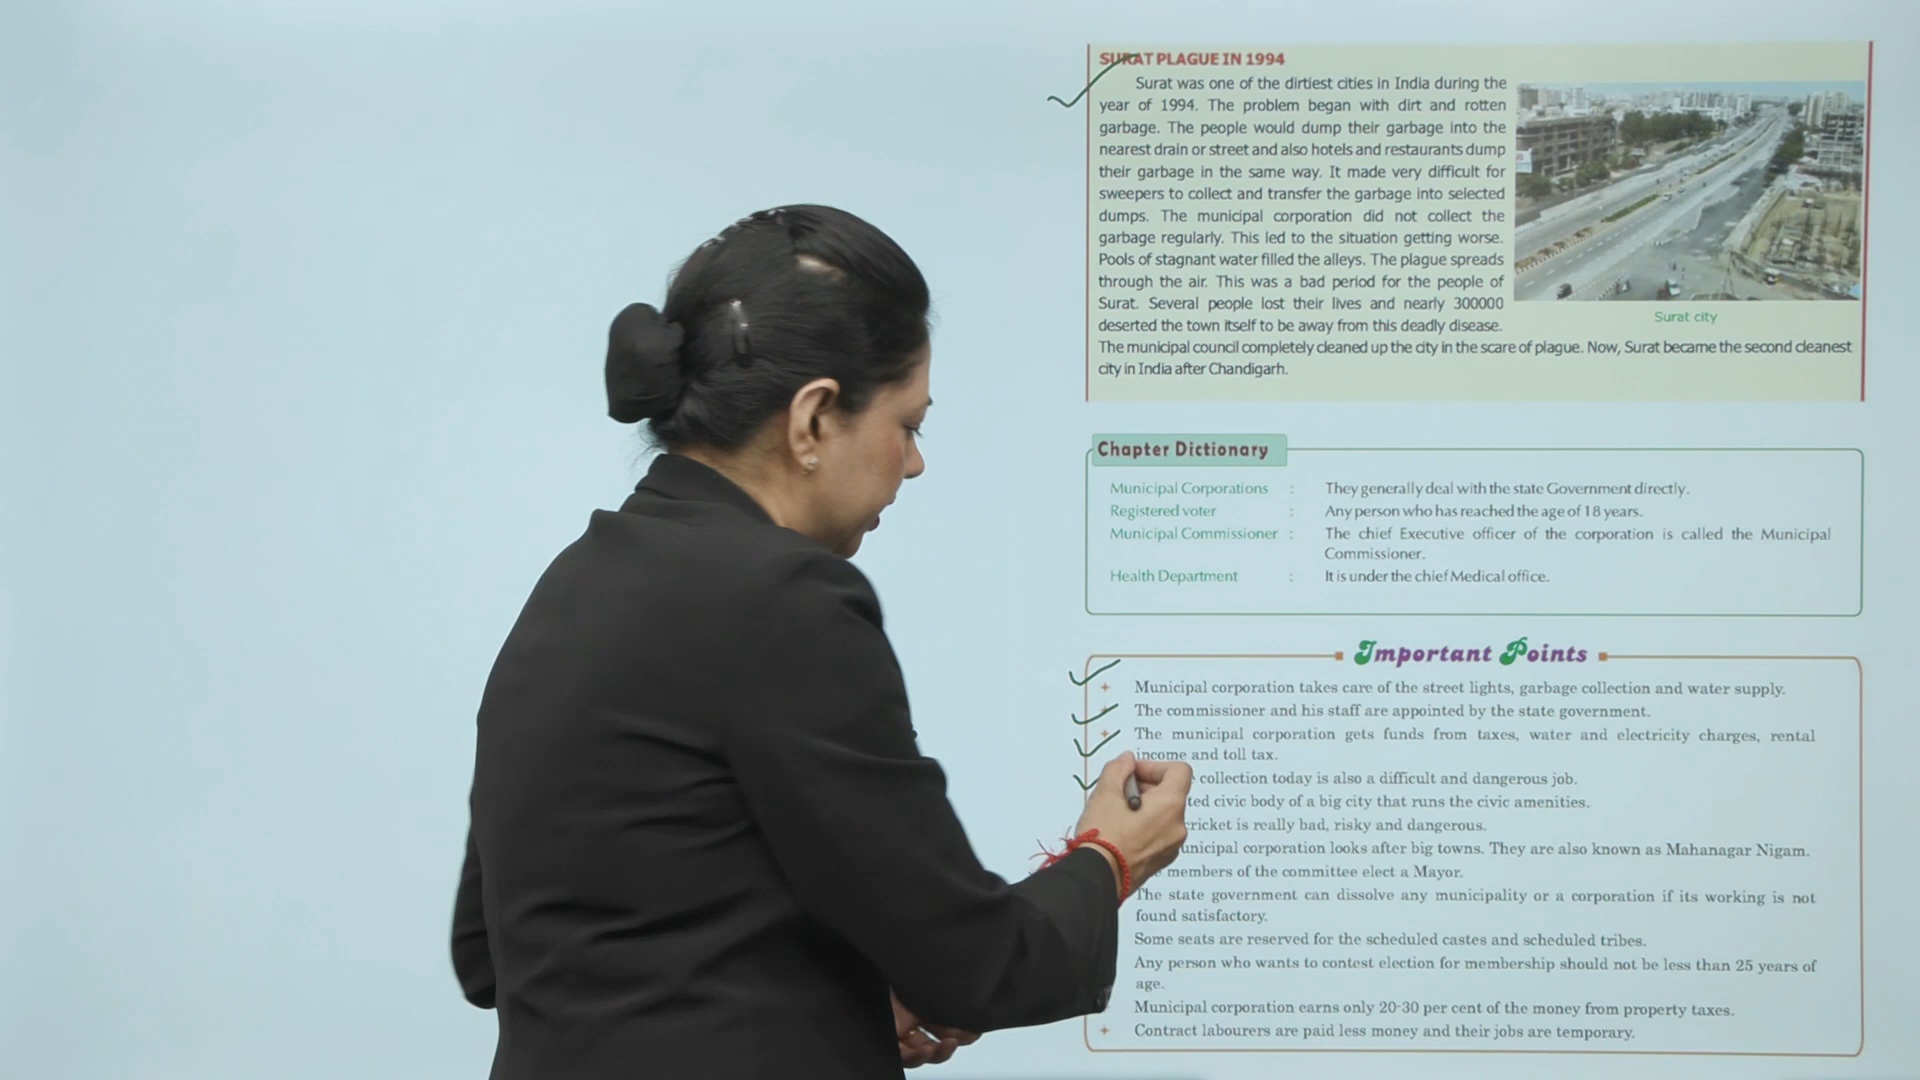 SURAT PLAGUE IN 1994
Surat was one of the dirtiest cities in India during the
year of 1994. The problem began with dirt and rotten
garbage. The people would dump their garbage into the
nearest drain or street and also hotels and restaurants dump
their garbage in the same way. It made very difficult for
sweepers to collect and transfer the garbage into selected
dumps. The municipal corporation did not collect the
garbage regularly. This led to the situation getting worse.
Pools of stagnant water filled the alleys. The plague spreads
through the air. This was a bad period for the people of
Surat. Several people lost their lives and nearly 300000
deserted the town itself to be away from this deadly disease.
The municipal council completely cleaned up the city in the scare of plague. Now, Surat became the second cleanest
city in India after Chandigarh.
Surat city
Chapter Dictionary
Municipal Corporations : They generally deal with the state Government directly.
Registered voter : Any person who has reached the age of 18 years.
Municipal Commissioner : The chief Executive officer of the corporation is called the Municipal
Commissioner.
Health Department : It is under the chief Medical office.
Important Points
Municipal corporation takes care of the street lights, garbage collection and water supply.
The commissioner and his staff are appointed by the state government.
The municipal corporation gets funds from taxes, water and electricity charges, rental
income and toll tax.
collection today is also a difficult and dangerous job.
civic body of a big city that runs the civic amenities.
is really bad, risky and dangerous.
corporation looks after big towns. They are also known as Mahanagar Nigam.
members of the committee elect a Mayor.
The state government can dissolve any municipality or a corporation if its working is not
found satisfactory.
Some seats are reserved for the scheduled castes and scheduled tribes.
Any person who wants to contest election for membership should not be less than 25 years of
age.
Municipal corporation earns only 20-30 per cent of the money from property taxes.
Contract labourers are paid less money and their jobs are temporary.